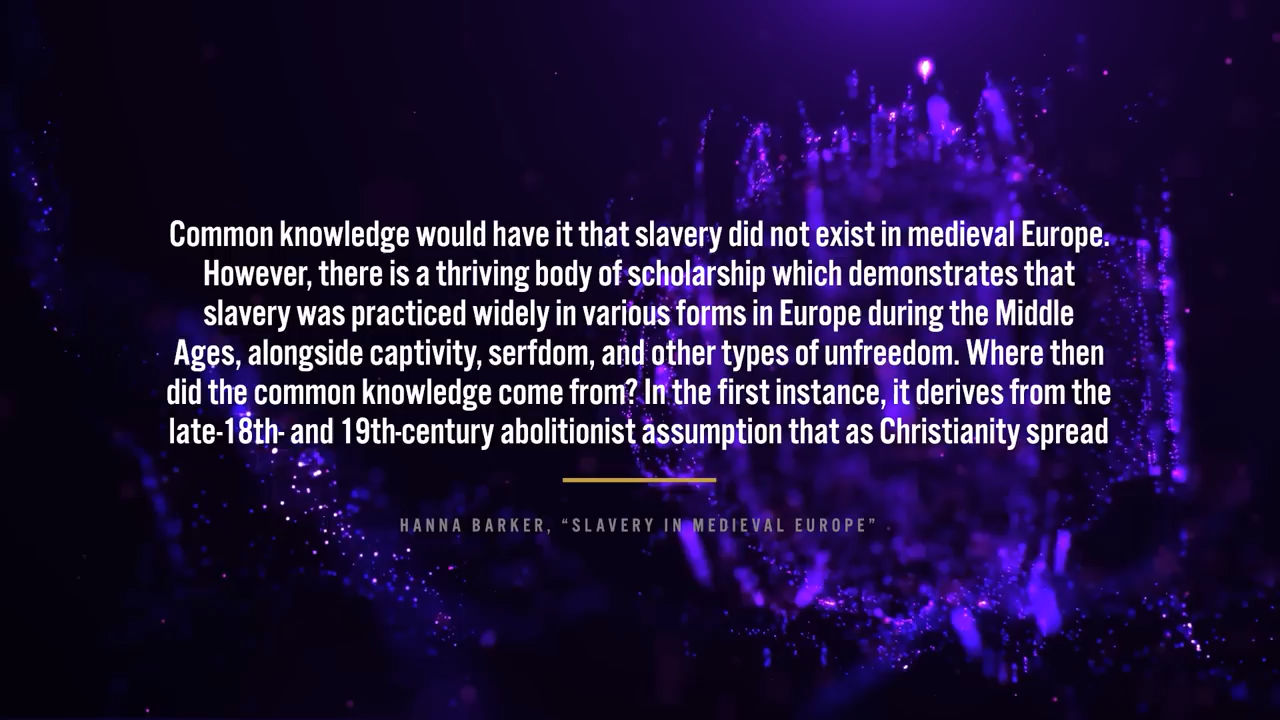 Common knowledge would have it that slavery did not exist in medieval Europe.
However, there is a thriving body of scholarship which demonstrates that
slavery was practiced widely in various forms in Europe during the Middle
Ages, alongside captivity, serfdom, and other types of unfreedom. Where then
did the common knowledge come from? In the first instance, it derives from the
late-18th- and 19th-century abolitionist assumption that as Christianity spread
HANNA BARKER, “SLAVERY IN MEDIEVAL EUROPE”